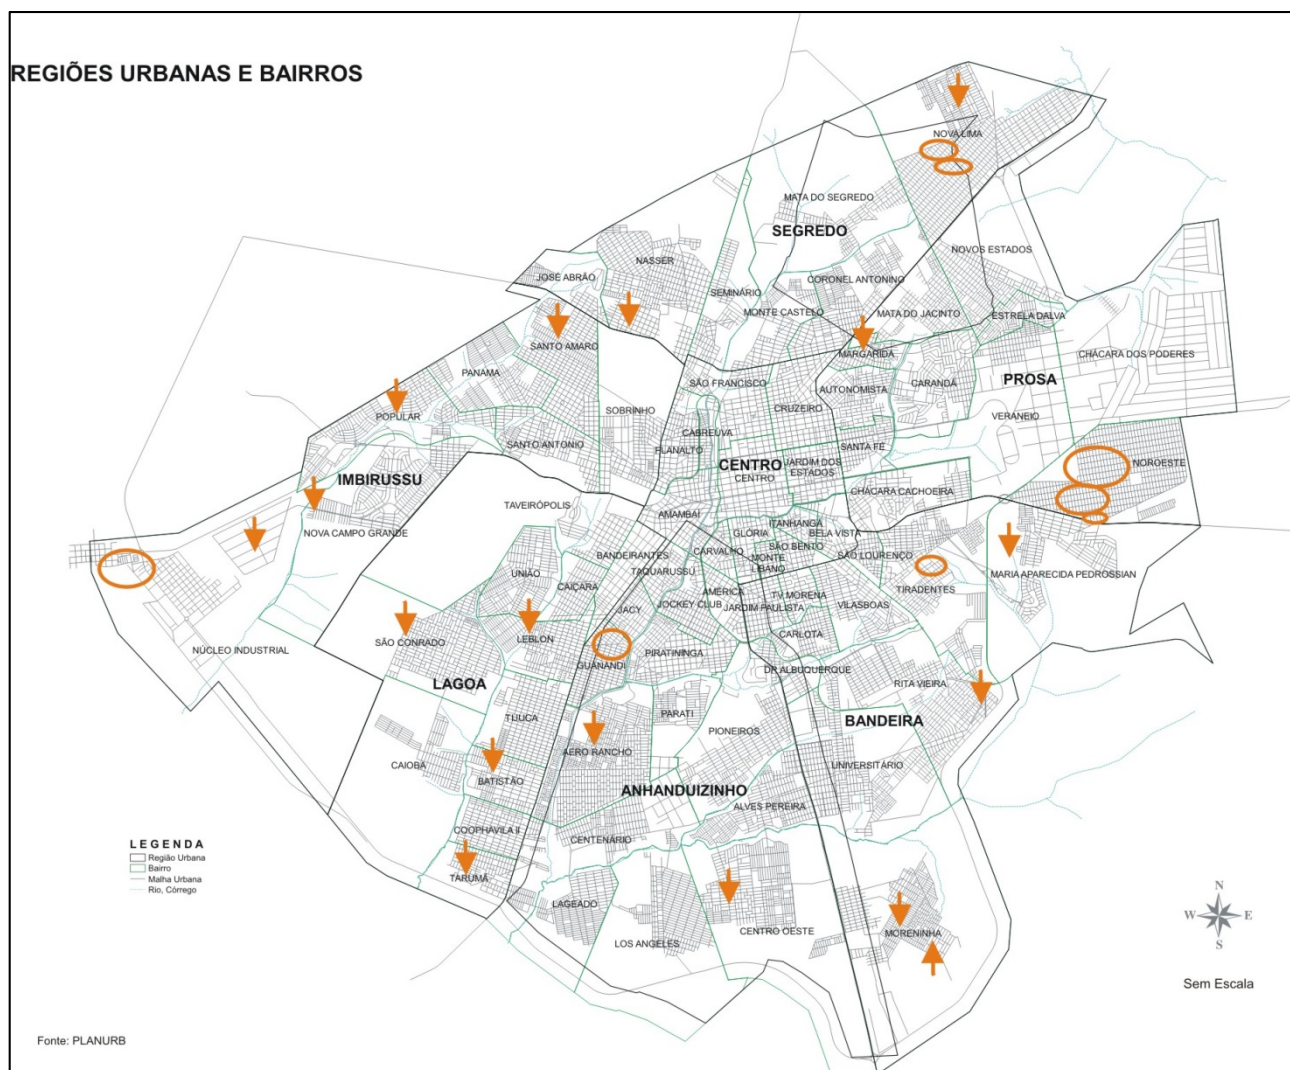 REGIÕES URBANAS E BAIRROS
NOVA LIMA
MATA DO SEGREDO
SEGREDO
NOVOS ESTADOS
NASSER
JOSÉ ABRÃO
CORONEL ANTONINO
SEMINÁRIO
MONTE CASTELO
MATA DO JACINTO
ESTRELA DALVA
SANTO AMARO
MARGARIDA
CHÁCARA DOS PODERES
PANAMA
PROSA
SÃO FRANCISCO
AUTONOMISTA
CARANDÁ
POPULAR
SOBRINHO
CRUZEIRO
VERANEIO
CABREÚVA
SANTO ANTONIO
PLANALTO
SANTA FÉ
CENTRO
JARDIM DOS
ESTADOS
CENTRO
NOROESTE
IMBIRUSSU
CHÁCARA CACHOEIRA
TAVEIRÓPOLIS
AMAMBAÍ
ITANHANGÁ
NOVA CAMPO GRANDE
GLÓRIA
BELA VISTA
BANDEIRANTES
CARVALHO
SÃO BENTO
SÃO LOURENÇO
MONTE
LIBANO
TAQUARUSSU
UNIÃO
MARIA APARECIDA PEDROSSIAN
CAIÇARA
TIRADENTES
AMÉRICA
TV MORENA
JACY
JOCKEY CLUB
JARDIM PAULISTA
VILASBOAS
CARLOTA
LEBLON
SÃO CONRADO
NÚCLEO INDUSTRIAL
PIRATININGA
GUANANDI
DR ALBUQUERQUE
LAGOA
RITA VIEIRA
PARATI
TIJUCA
BANDEIRA
PIONEIROS
AERO RANCHO
CAIOBÁ
UNIVERSITÁRIO
BATISTÃO
ANHANDUIZINHO
ALVES PEREIRA
COOPHAVILA II
CENTENÁRIO
LEGENDA
Região Urbana
Bairro
Malha Urbana
Rio, Córrego
TARUMÃ
LAGEADO
CENTRO OESTE
MORENINHA
LOS ANGELES
N
W E
S
Sem Escala
Fonte: PLANURB